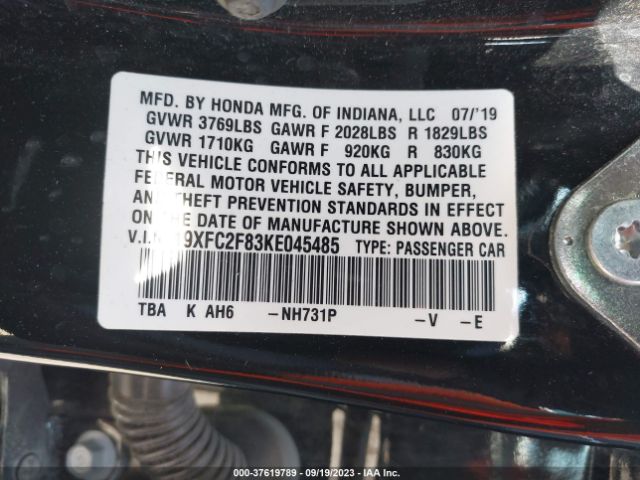 MFD. BY HONDA MFG. OF INDIANA, LLC 07/'19
GVWR 3769LBS GAWR F 2028LBS R 1829LBS
GVWR 1710KG GAWR F 920KG R 830KG
THIS VEHICLE CONFORMS TO ALL APPLICABLE
FEDERAL MOTOR VEHICLE SAFETY, BUMPER,
AND THEFT PREVENTION STANDARDS IN EFFECT
ON THE DATE OF MANUFACTURE SHOWN ABOVE.
V.I.N. 19XFC2F83KE045485 TYPE: PASSENGER CAR
TBA K AH6 –NH731P –V –E
000-37619789 - 09/19/2023 - IAA Inc.